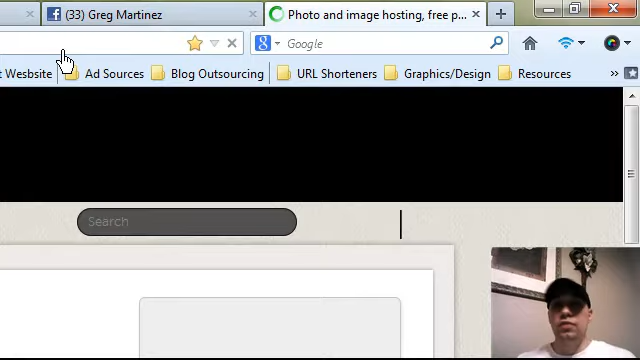 (33) Greg Martinez
Photo and image hosting, free p...
Google
t Wesbsite
Ad Sources
Blog Outsourcing
URL Shorteners
Graphics/Design
Resources
Search